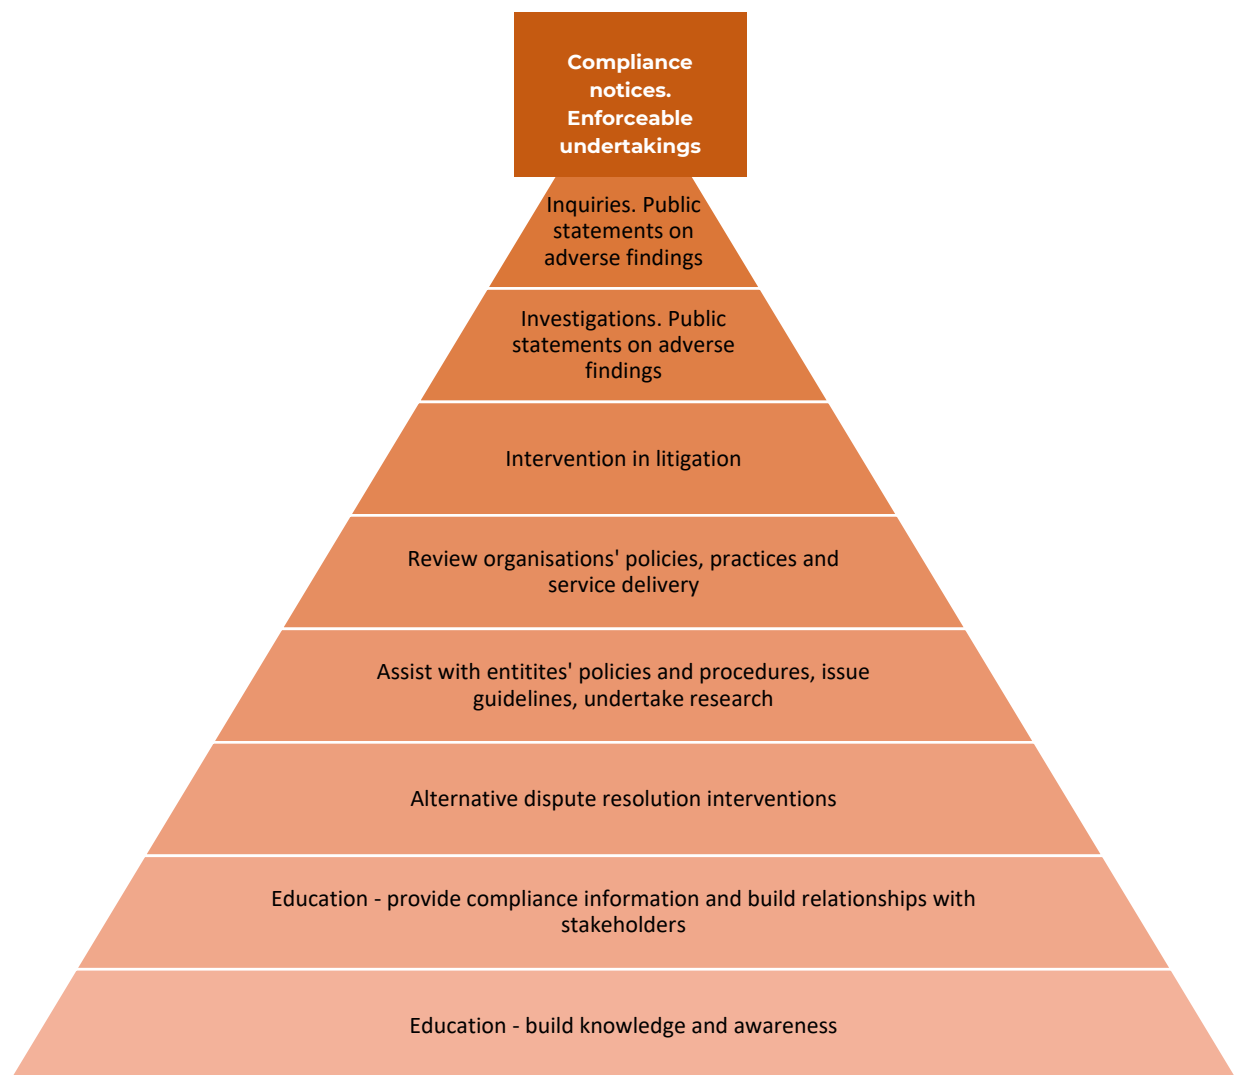 Compliance
notices.
Enforceable
undertakings
Inquiries. Public
statements on
adverse findings
Investigations. Public
statements on adverse
findings
Intervention in litigation
Review organisations' policies, practices and
service delivery
Assist with entitites' policies and procedures, issue
guidelines, undertake research
Alternative dispute resolution interventions
Education - provide compliance information and build relationships with
stakeholders
Education - build knowledge and awareness